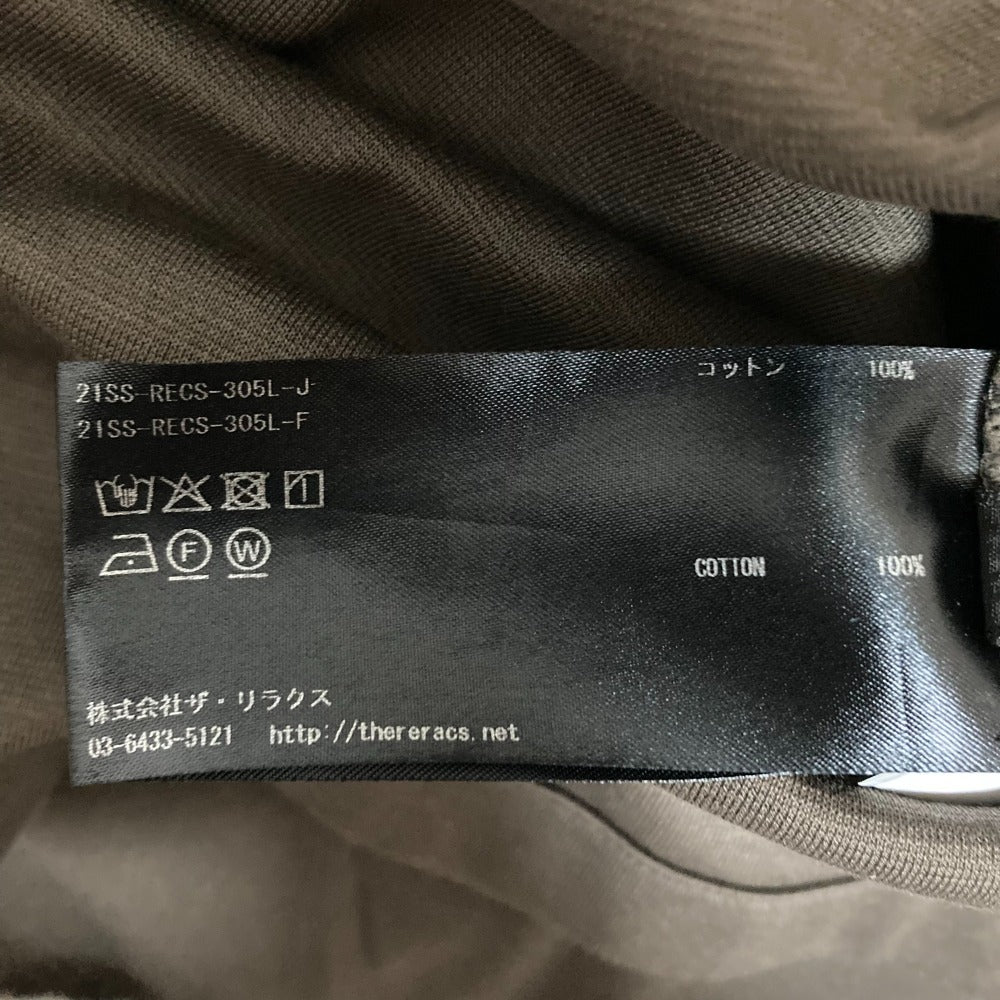 21SS-RECS-305L-J
21SS-RECS-305L-F
コットン 100%
F W
COTTON 100%
株式会社ザ・リラクス
03-6433-5121 http://thereracs.net